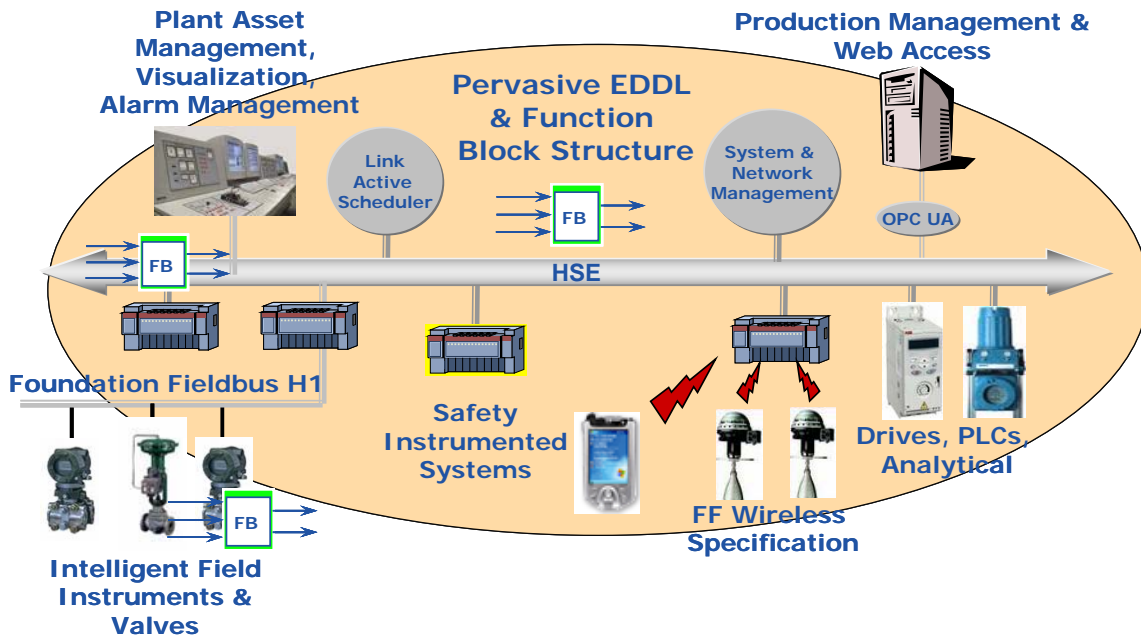 Plant Asset
Management,
Visualization,
Alarm Management
Production Management &
Web Access
Pervasive EDDL
& Function
Block Structure
Link
Active
Scheduler
System &
Network
Management
FB
OPC UA
FB
HSE
Foundation Fieldbus H1
Safety
Instrumented
Systems
Drives, PLCs,
Analytical
FB
FF Wireless
Specification
Intelligent Field
Instruments &
Valves